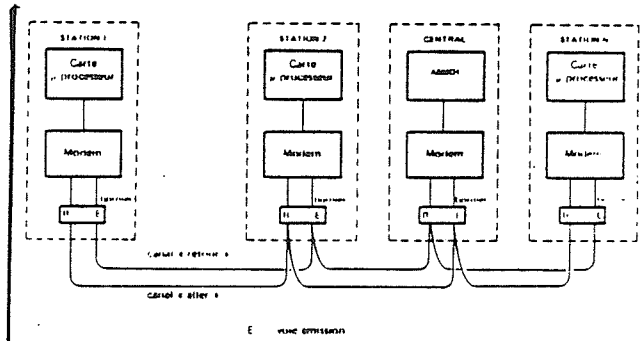 STATION 1
STATION 2
CENTRAL
STATION N
Carte
μ processeur
Carte
μ processeur
Carte
μ processeur
Modem
Modem
Modem
Modem
R E
R E
R E
R E
canal « retour »
canal « aller »
E voie émission